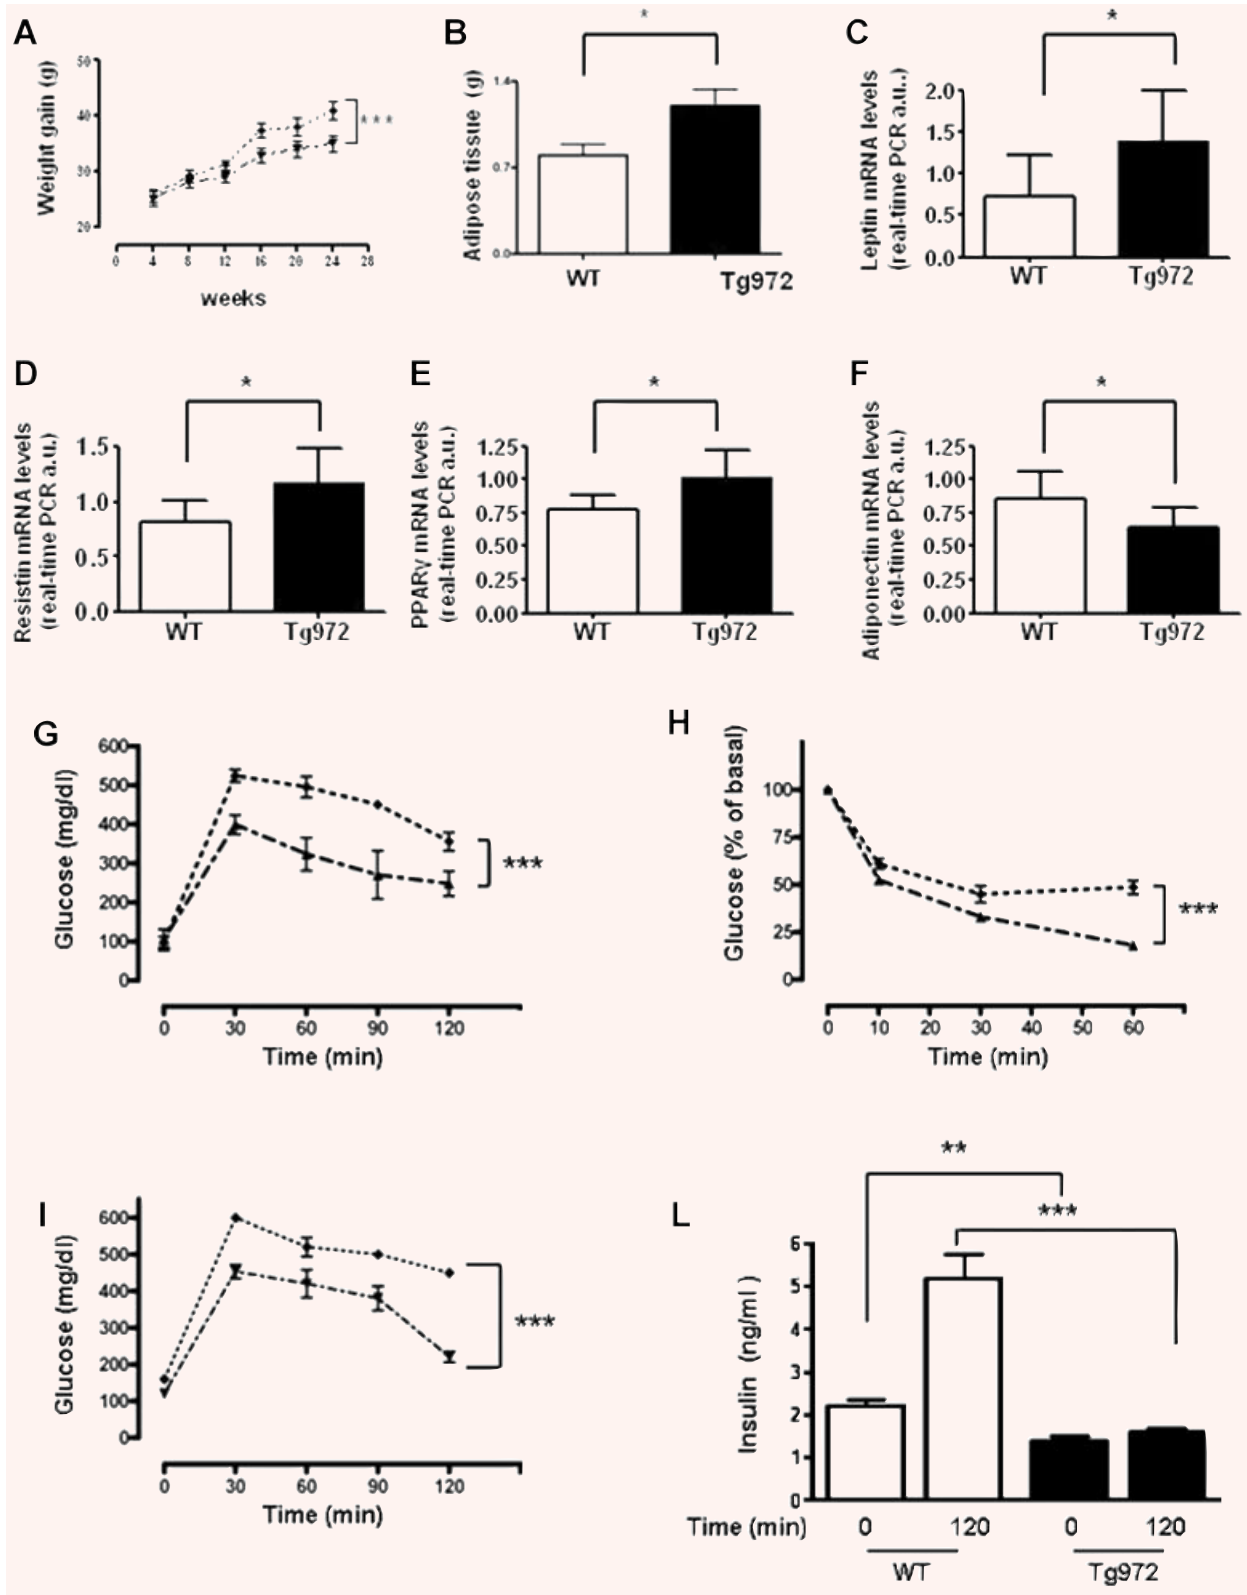 A
Weight gain (g)
50
40
30
20
***
0 4 8 12 16 20 24 28
weeks
B
*
Adipose tissue (g)
1.4
0.7
0.0
WT Tg972
C
*
Leptin mRNA levels
(real-time PCR a.u..)
2.0
1.5
1.0
0.5
0.0
WT Tg972
D
*
Resistin mRNA levels
(real-time PCR a.u.)
1.5
1.0
0.5
0.0
WT Tg972
E
*
PPARγ mRNA levels
(real-time PCR a.u.)
1.25
1.00
0.75
0.50
0.25
0.00
WT Tg972
F
*
Adiponectin mRNA levels
(real-time PCR a.u.)
1.25
1.00
0.75
0.50
0.25
0.00
WT Tg972
G
Glucose (mg/dl)
600
500
400
300
200
100
0
***
0 30 60 90 120
Time (min)
H
Glucose (% of basal)
100
75
50
25
0
***
0 10 20 30 40 50 60
Time (min)
I
Glucose (mg/dl)
600
500
400
300
200
100
0
***
0 30 60 90 120
Time (min)
L
**
***
Insulin (ng/ml )
6
5
4
3
2
1
0
Time (min) 0 120 0 120
WT Tg972